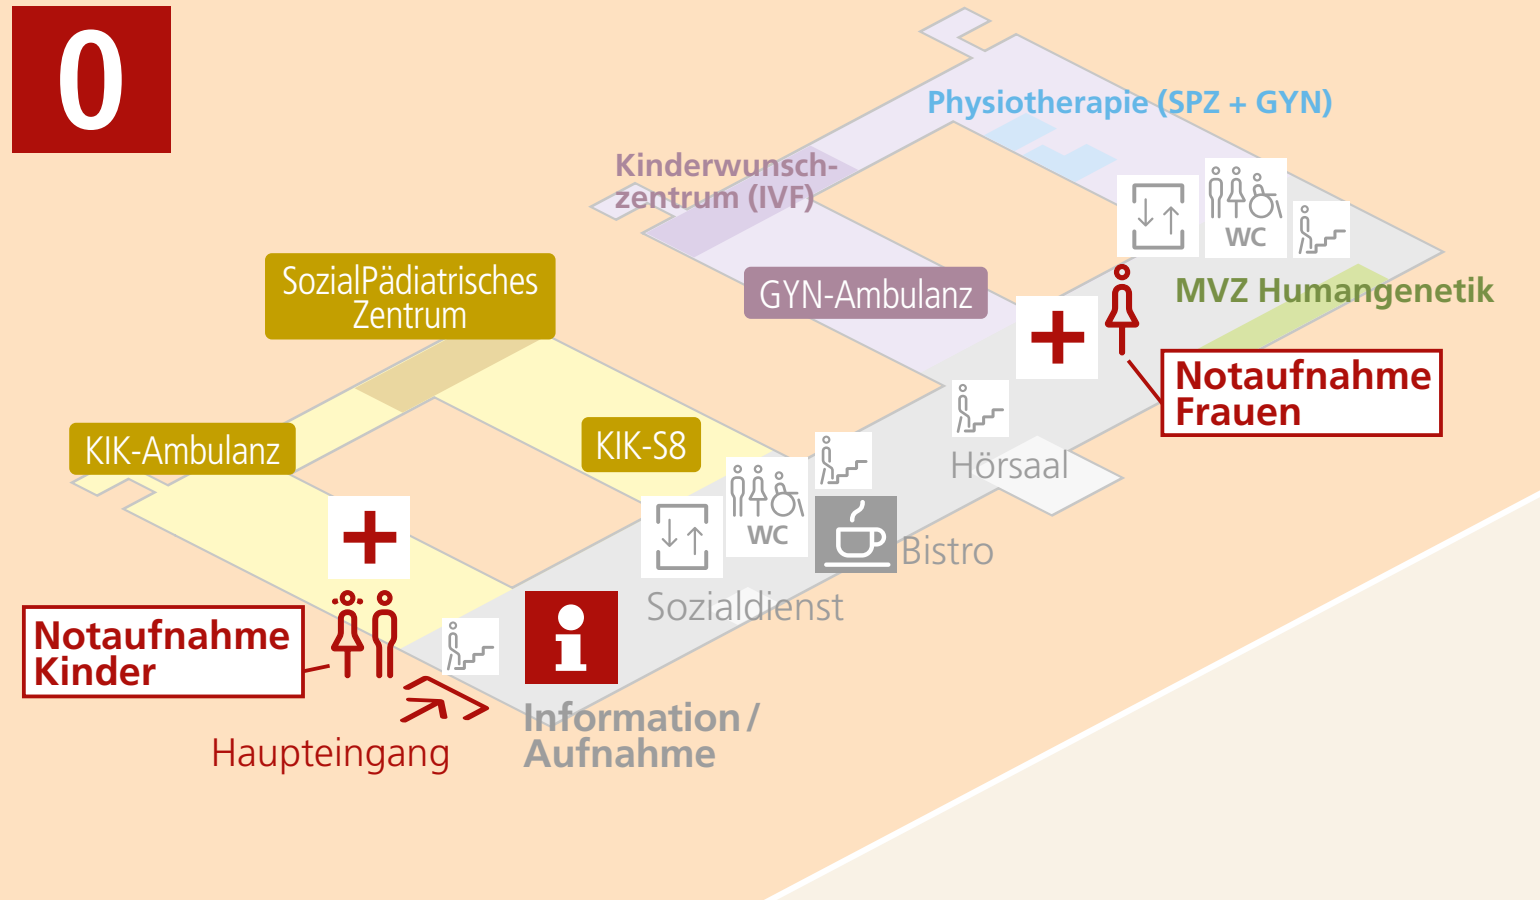 0
Physiotherapie (SPZ + GYN)
Kinderwunsch-
zentrum (IVF)
WC
SozialPädiatrisches
Zentrum
GYN-Ambulanz
MVZ Humangenetik
Notaufnahme
Frauen
KIK-Ambulanz
KIK-S8
Hörsaal
WC
Bistro
Sozialdienst
Notaufnahme
Kinder
Haupteingang
Information /
Aufnahme